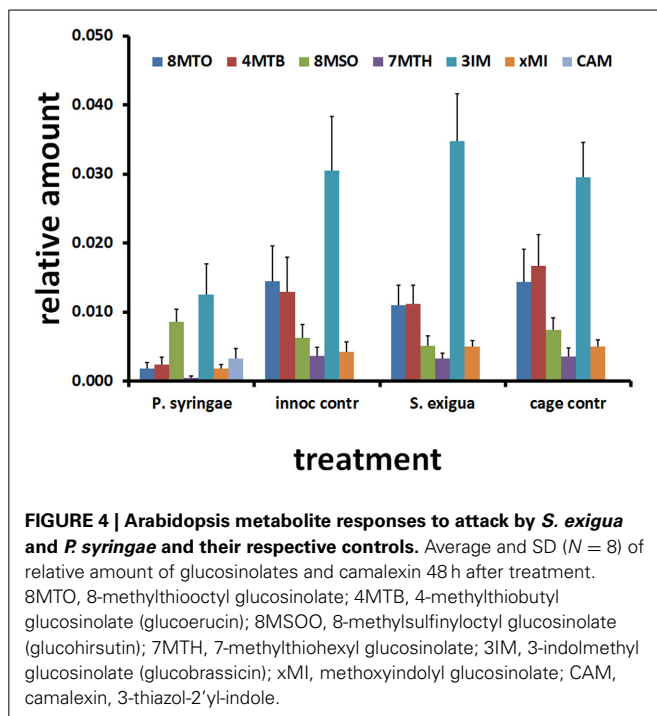 0.050
8MTO 4MTB 8MSO 7MTH 3IM xMI CAM
0.040
0.030
0.020
0.010
0.000
relative amount
P. syringae innoc contr S. exigua cage contr
treatment
FIGURE 4 | Arabidopsis metabolite responses to attack by S. exigua
and P. syringae and their respective controls. Average and SD (N = 8) of
relative amount of glucosinolates and camalexin 48 h after treatment.
8MTO, 8-methylthiooctyl glucosinolate; 4MTB, 4-methylthiobutyl
glucosinolate (glucoerucin); 8MSOO, 8-methylsulfinyloctyl glucosinolate
(glucohirsutin); 7MTH, 7-methylthiohexyl glucosinolate; 3IM, 3-indolmethyl
glucosinolate (glucobrassicin); xMI, methoxyindolyl glucosinolate; CAM,
camalexin, 3-thiazol-2'yl-indole.